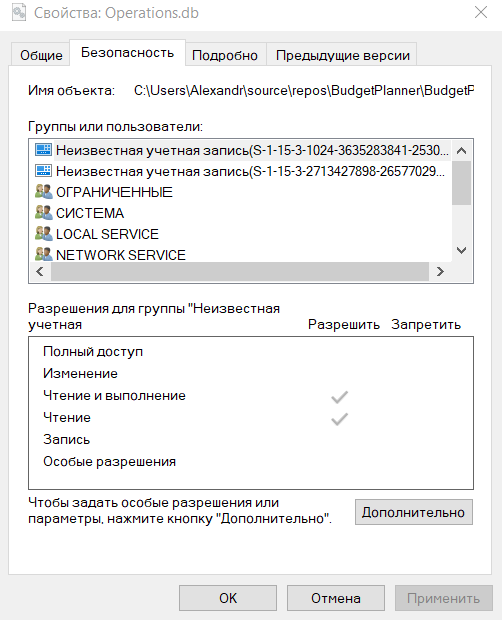 Свойства: Operations.db
Общие
Безопасность
Подробно
Предыдущие версии
Имя объекта: C:\Users\Alexandr\source\repos\BudgetPlanner\BudgetP
Группы или пользователи:
Неизвестная учетная запись(S-1-15-3-1024-3635283841-2530...
Неизвестная учетная запись(S-1-15-3-2713427898-26577029...
ОГРАНИЧЕННЫЕ
СИСТЕМА
LOCAL SERVICE
NETWORK SERVICE
Разрешения для группы "Неизвестная
учетная Разрешить Запретить
Полный доступ
Изменение
Чтение и выполнение
Чтение
Запись
Особые разрешения
Чтобы задать особые разрешения или
параметры, нажмите кнопку "Дополнительно".
Дополнительно
OK
Отмена
Применить